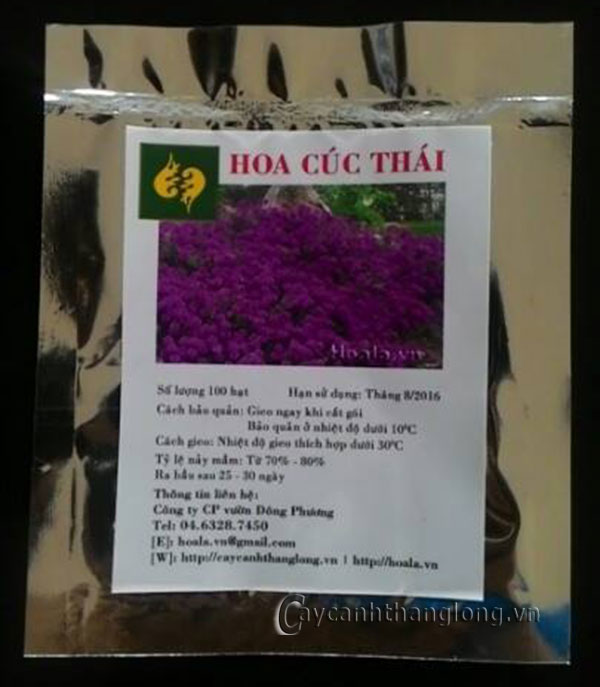 HOA CÚC THÁI
Hoala.vn
Số lượng 100 hạt Hạn sử dụng: Tháng 8/2016
Cách bảo quản: Gieo ngay khi cắt gói
Bảo quản ở nhiệt độ dưới 10°C
Cách gieo: Nhiệt độ gieo thích hợp dưới 30°C
Tỷ lệ nảy mầm: Từ 70% - 80%
Ra bầu sau 25 - 30 ngày
Thông tin liên hệ:
Công ty CP vườn Đông Phương
Tel: 04.6328.7450
[E]: hoala.vn@gmail.com
[W]: http://caycanhthanglong.vn | http://hoala.vn
Caycanhthanglong.vn